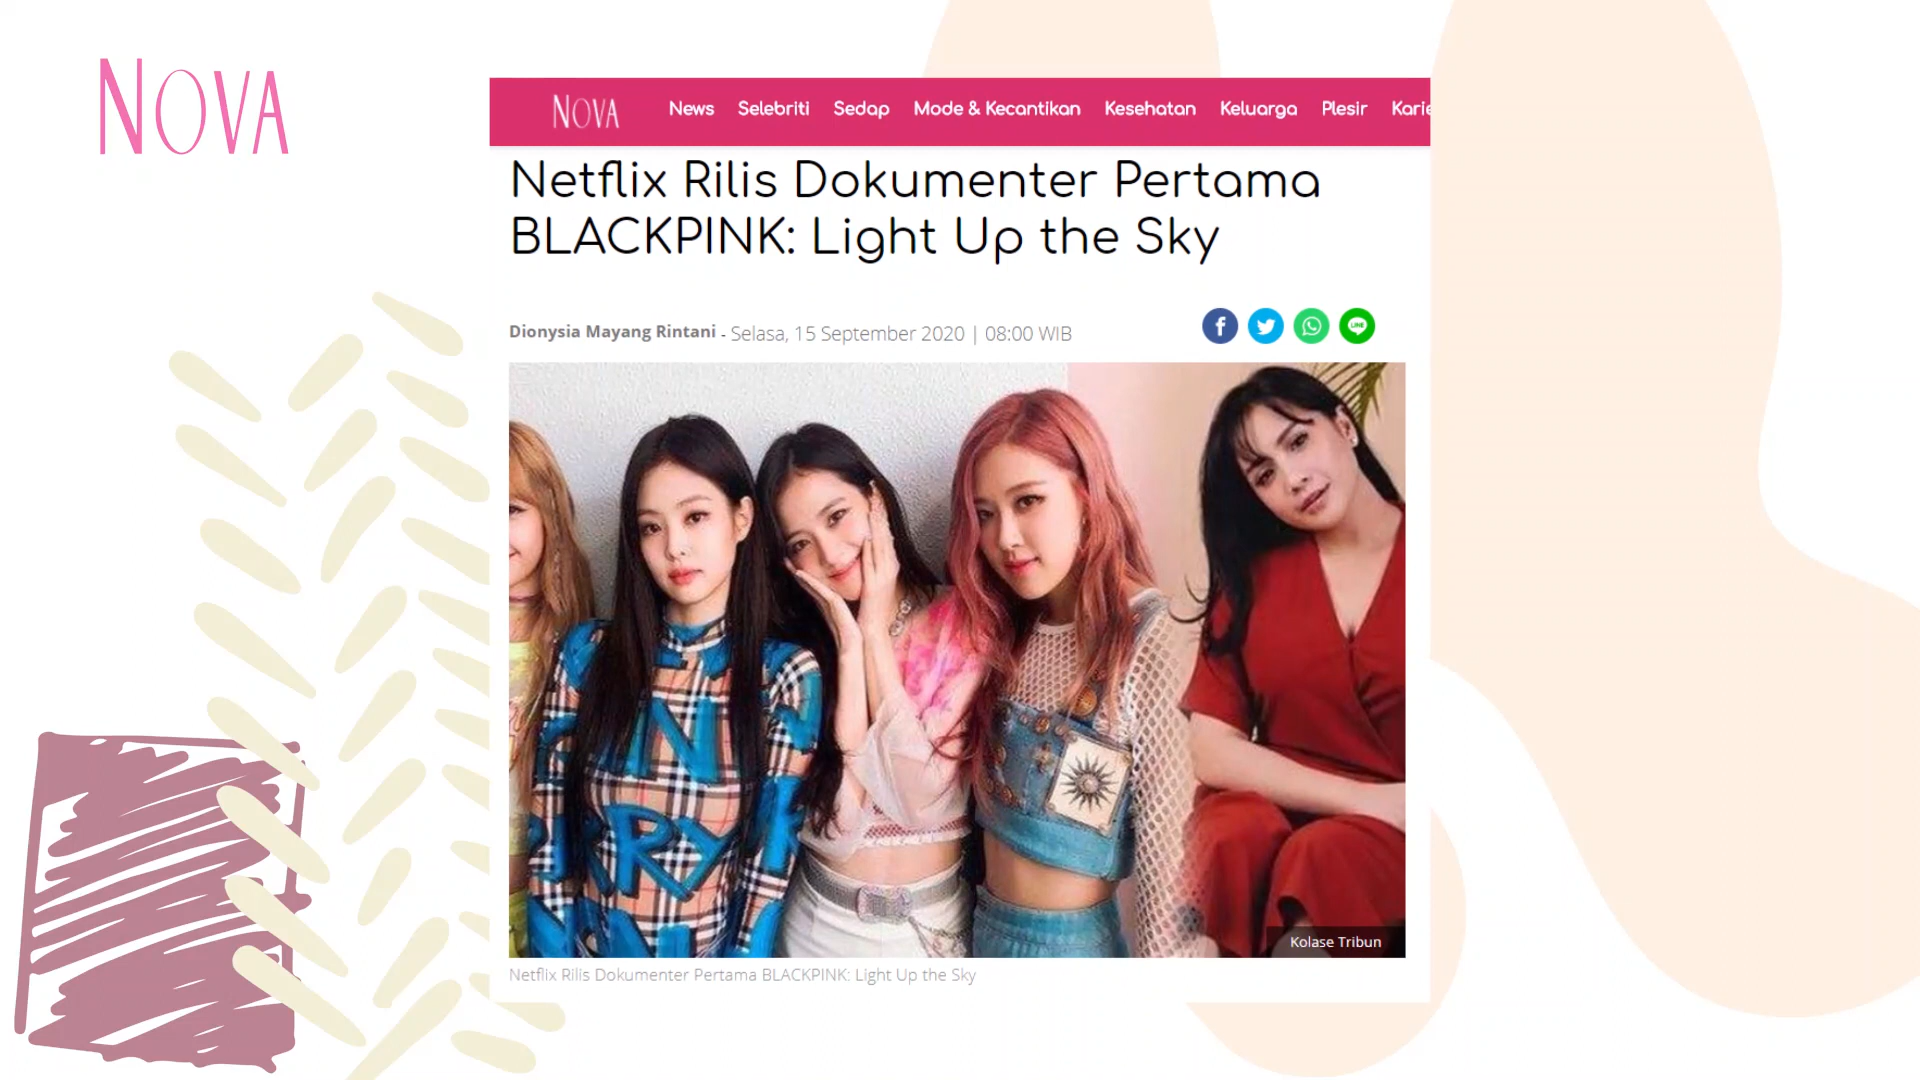 NOVA
NOVA News Selebriti Sedap Mode & Kecantikan Kesehatan Keluarga Plesir Karie
Netflix Rilis Dokumenter Pertama
BLACKPINK: Light Up the Sky
Dionysia Mayang Rintani - Selasa, 15 September 2020 | 08:00 WIB
LINE
Kolase Tribun
Netflix Rilis Dokumenter Pertama BLACKPINK: Light Up the Sky